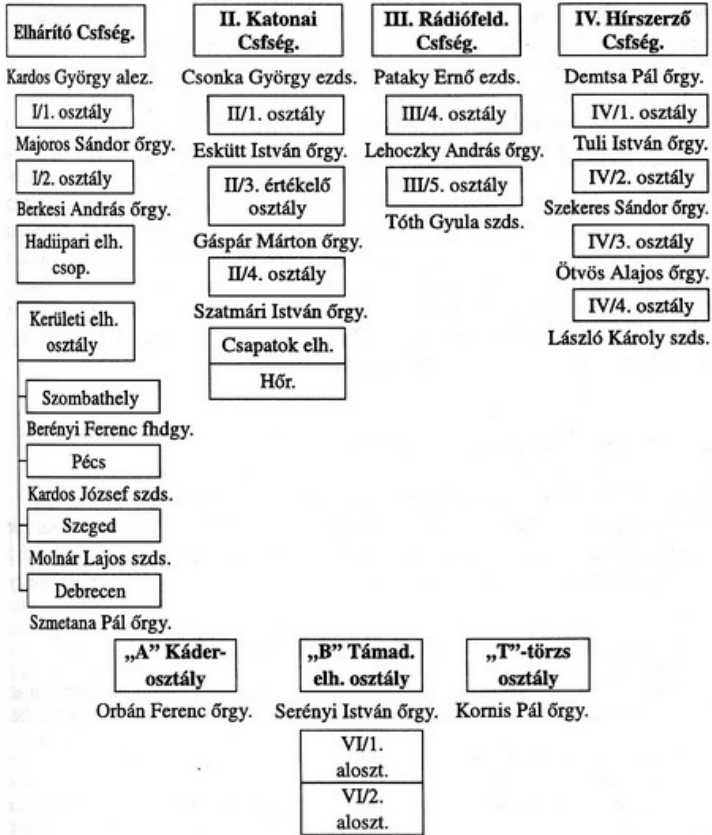 Elhárító Csfség.
Kardos György alez.
I/1. osztály
Majoros Sándor őrgy.
I/2. osztály
Berkesi András őrgy.
Hadiipari elh.
csop.
Kerületi elh.
osztály
Szombathely
Berényi Ferenc fhdgy.
Pécs
Kardos József szds.
Szeged
Molnár Lajos szds.
Debrecen
Szmetana Pál őrgy.
II. Katonai
Csfség.
Csonka György ezds.
II/1. osztály
Eskütt István őrgy.
II/3. értékelő
osztály
Gáspár Márton őrgy.
II/4. osztály
Szatmári István őrgy.
Csapatok elh.
Hőr.
III. Rádiófeld.
Csfség.
Pataky Ernő ezds.
III/4. osztály
Lehoczky András őrgy.
III/5. osztály
Tóth Gyula szds.
IV. Hírszerző
Csfség.
Demtsa Pál őrgy.
IV/1. osztály
Tuli István őrgy.
IV/2. osztály
Szekeres Sándor őrgy.
IV/3. osztály
Ötvös Alajos őrgy.
IV/4. osztály
László Károly szds.
„A” Káder-
osztály
Orbán Ferenc őrgy.
„B” Támad.
elh. osztály
Serényi István őrgy.
VI/1.
aloszt.
VI/2.
aloszt.
„T”-törzs
osztály
Kornis Pál őrgy.